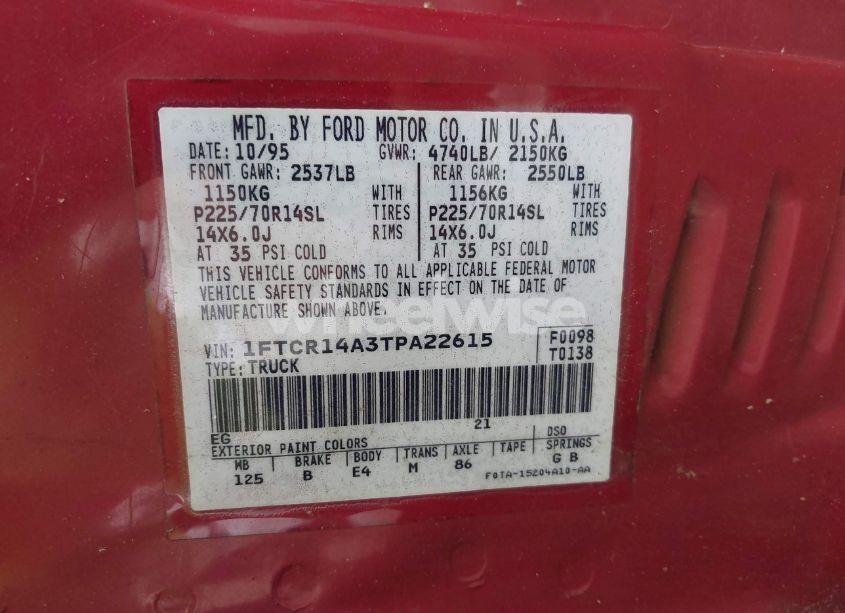 MFD. BY FORD MOTOR CO. IN U.S.A.
DATE: 10/95 GVWR: 4740LB/ 2150KG
FRONT GAWR: 2537LB REAR GAWR: 2550LB
1150KG WITH 1156KG WITH
P225/70R14SL TIRES P225/70R14SL TIRES
14X6.0J RIMS 14X6.0J RIMS
AT 35 PSI COLD AT 35 PSI COLD
THIS VEHICLE CONFORMS TO ALL APPLICABLE FEDERAL MOTOR
VEHICLE SAFETY STANDARDS IN EFFECT ON THE DATE OF
MANUFACTURE SHOWN ABOVE.
wheelwise
VIN: 1FTCR14A3TPA22615 F0098
TYPE: TRUCK T0138
21
EG
EXTERIOR PAINT COLORS DSO
MB BRAKE BODY TRANS AXLE TAPE SPRINGS
125 B E4 M 86 G B
F0TA-15204A10-AA